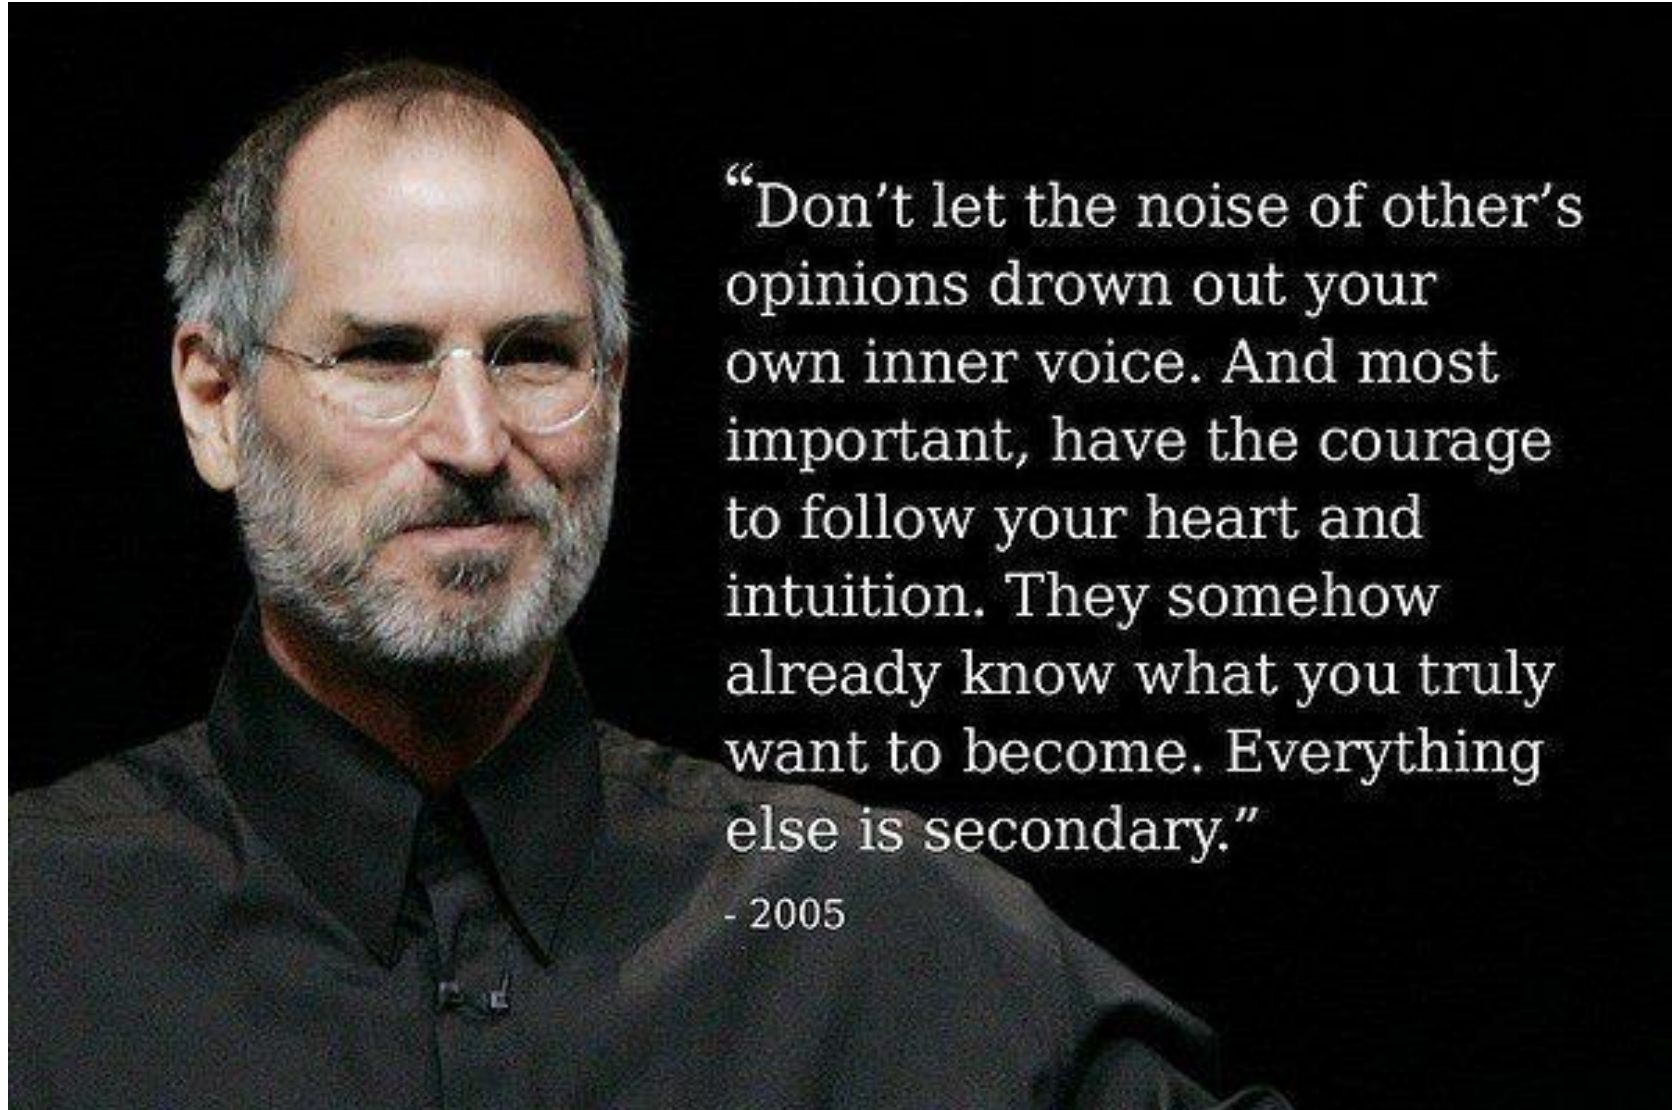 “Don’t let the noise of other’s
opinions drown out your
own inner voice. And most
important, have the courage
to follow your heart and
intuition. They somehow
already know what you truly
want to become. Everything
else is secondary.”
- 2005